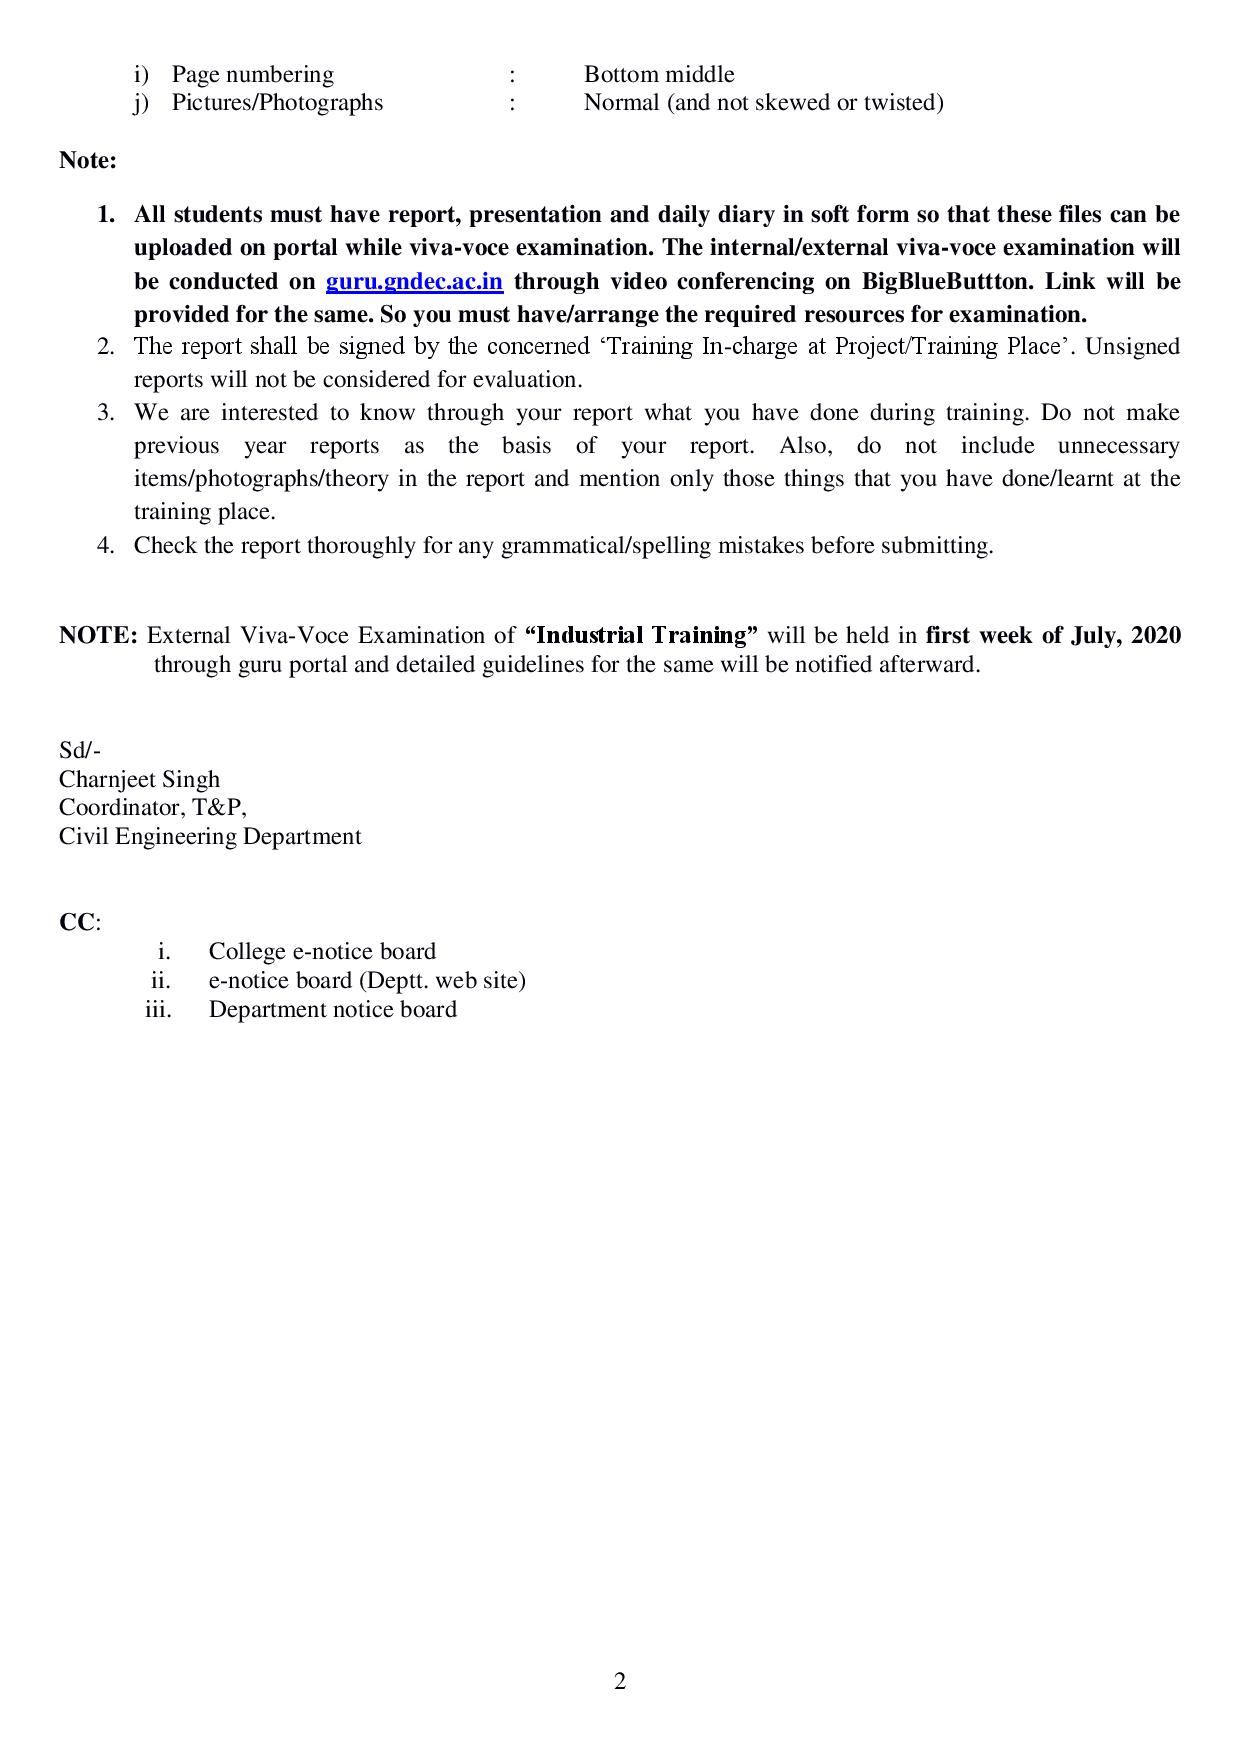 i) Page numbering : Bottom middle
j) Pictures/Photographs : Normal (and not skewed or twisted)
Note:
1. All students must have report, presentation and daily diary in soft form so that these files can be
uploaded on portal while viva-voce examination. The internal/external viva-voce examination will
be conducted on guru.gndec.ac.in through video conferencing on BigBlueButtton. Link will be
provided for the same. So you must have/arrange the required resources for examination.
2. The report shall be signed by the concerned ‘Training In-charge at Project/Training Place’. Unsigned
reports will not be considered for evaluation.
3. We are interested to know through your report what you have done during training. Do not make
previous year reports as the basis of your report. Also, do not include unnecessary
items/photographs/theory in the report and mention only those things that you have done/learnt at the
training place.
4. Check the report thoroughly for any grammatical/spelling mistakes before submitting.
NOTE: External Viva-Voce Examination of “Industrial Training” will be held in first week of July, 2020
through guru portal and detailed guidelines for the same will be notified afterward.
Sd/-
Charnjeet Singh
Coordinator, T&P,
Civil Engineering Department
CC:
i. College e-notice board
ii. e-notice board (Deptt. web site)
iii. Department notice board
2